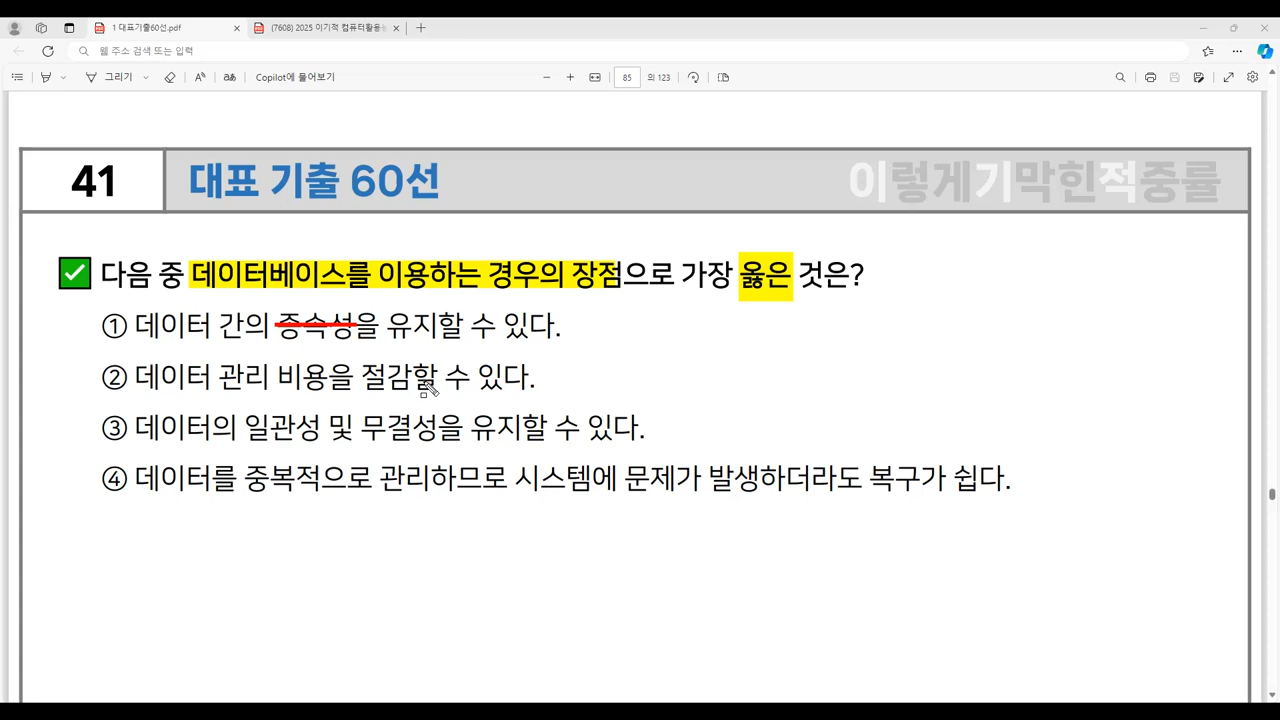 1 대표기출60선.pdf
(7608) 2025 이기적 컴퓨터활용능
웹 주소 검색 또는 입력
그리기
Copilot에 물어보기
85 의 123
41
대표 기출 60선
이렇게기막힌적중률
다음 중 데이터베이스를 이용하는 경우의 장점으로 가장 옳은 것은?
① 데이터 간의 종속성을 유지할 수 있다.
② 데이터 관리 비용을 절감할 수 있다.
③ 데이터의 일관성 및 무결성을 유지할 수 있다.
④ 데이터를 중복적으로 관리하므로 시스템에 문제가 발생하더라도 복구가 쉽다.